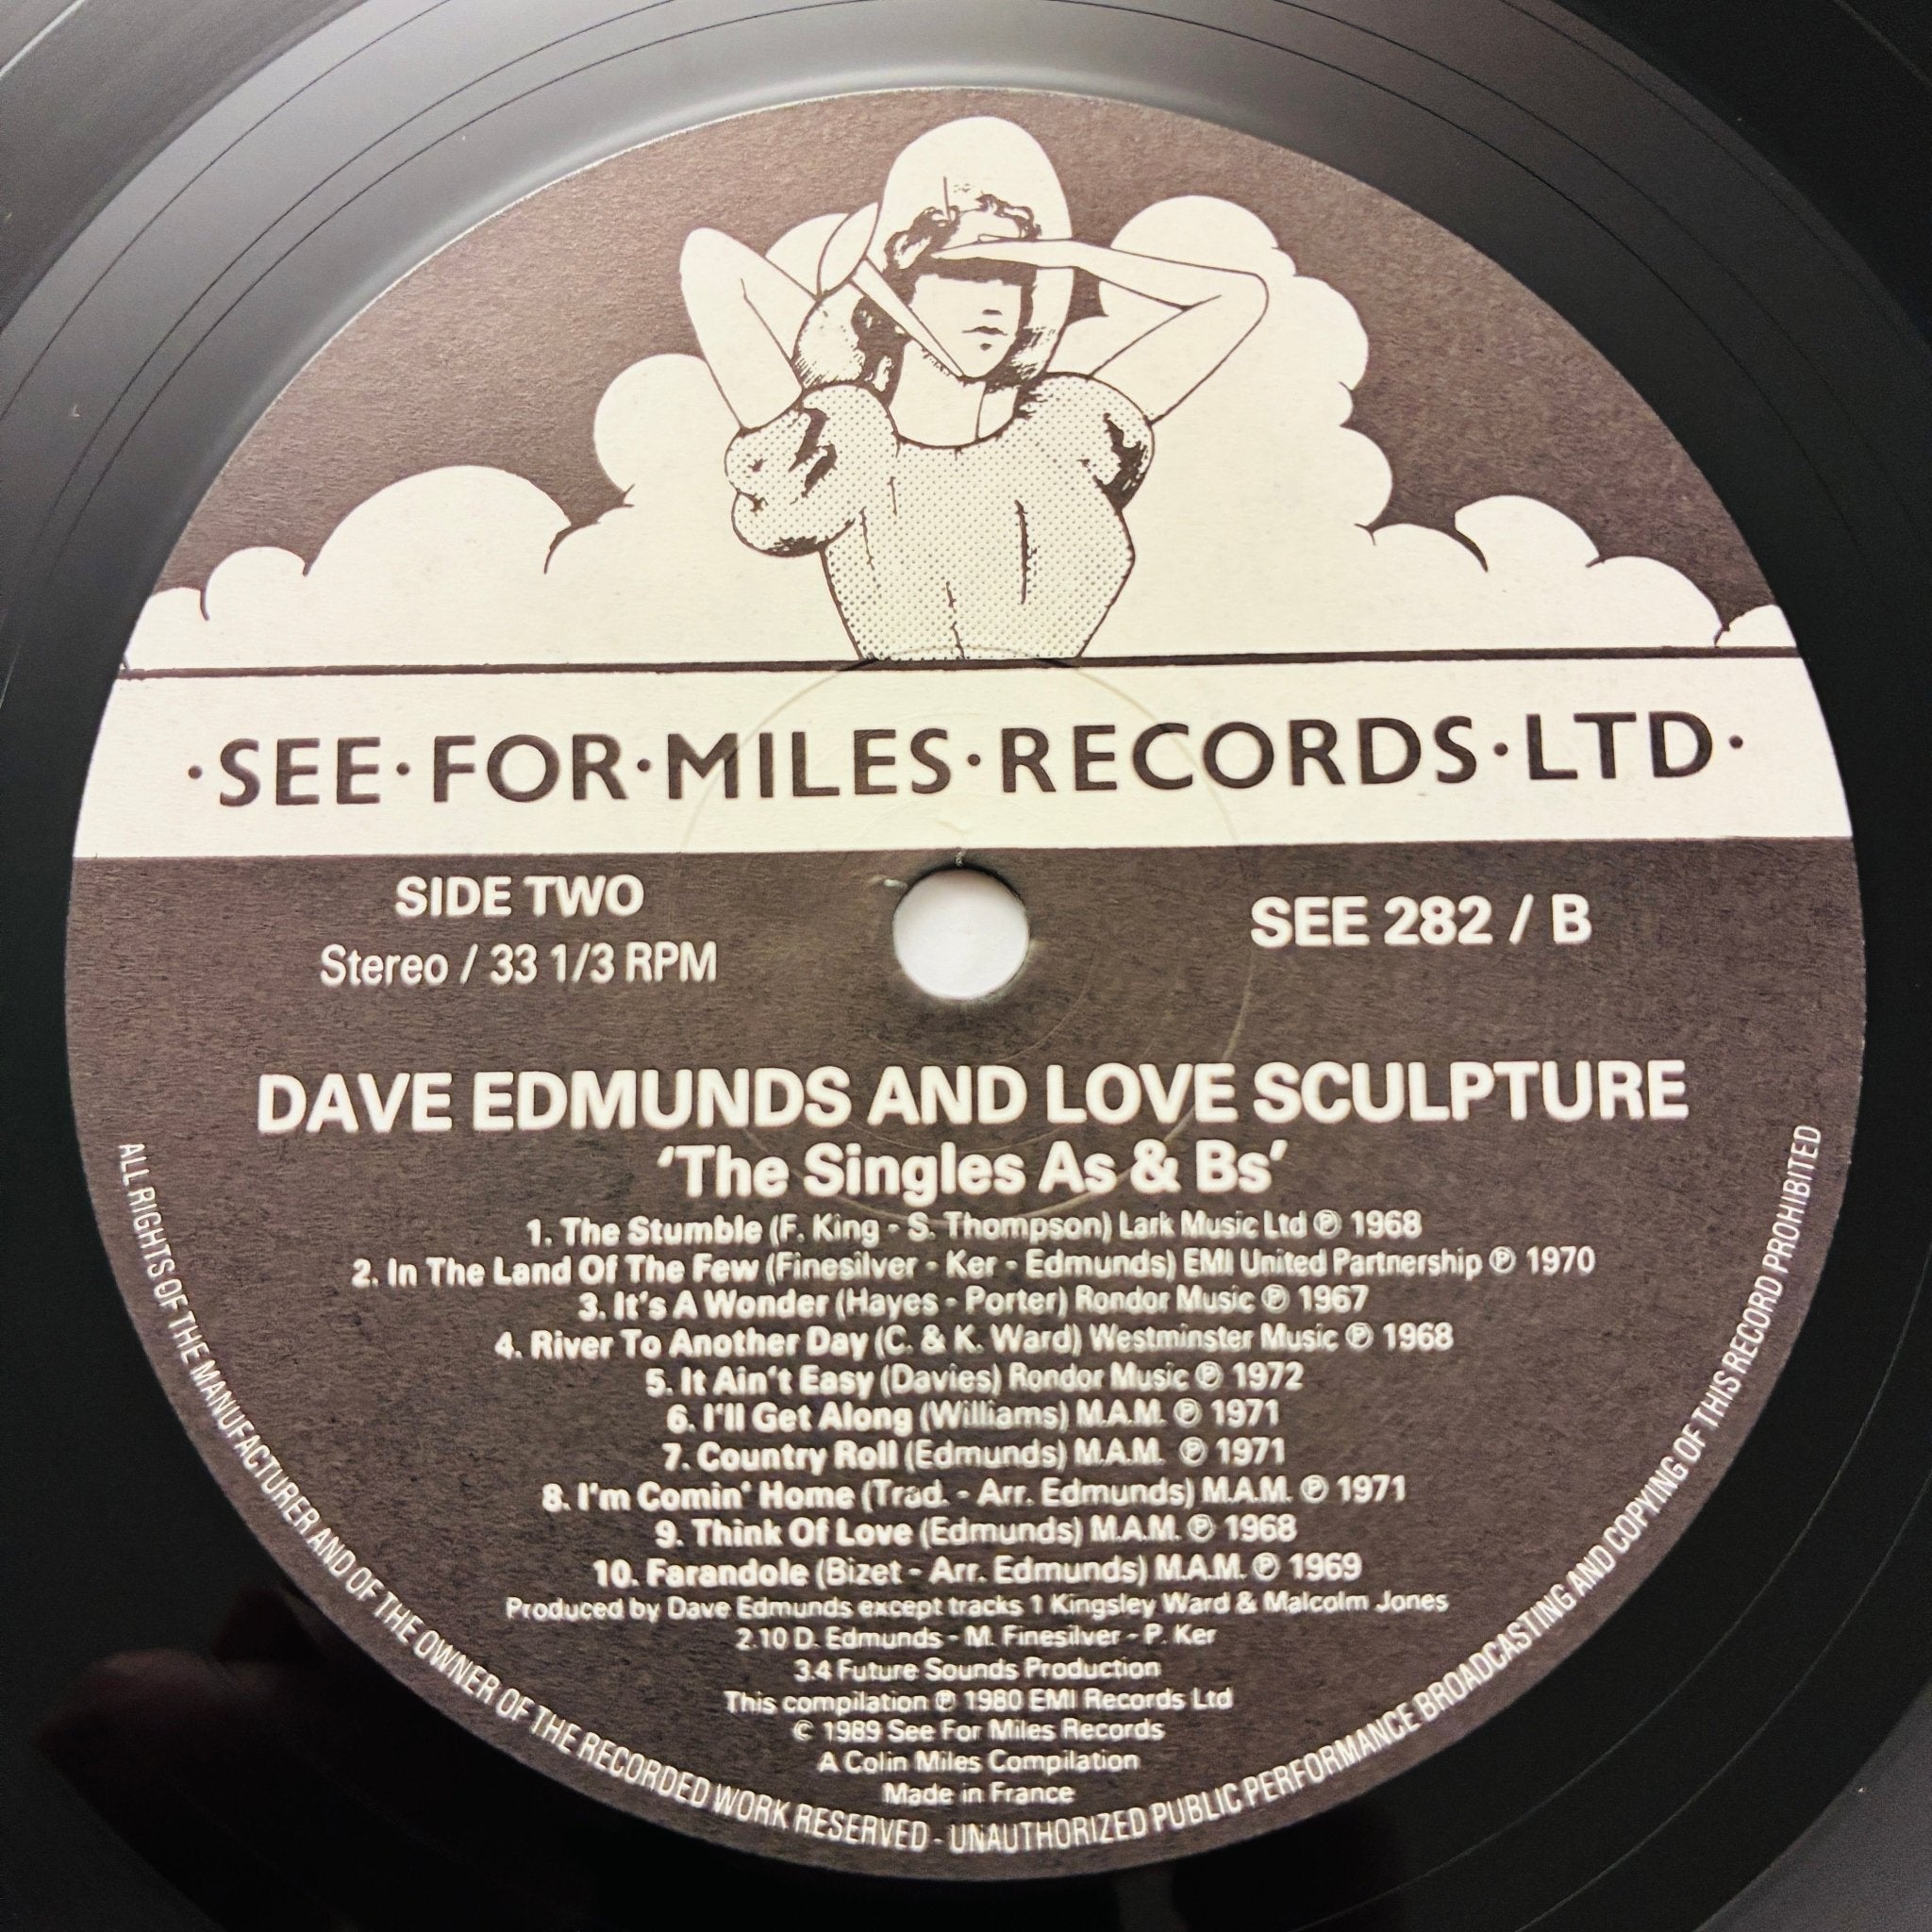 ·SEE·FOR·MILES·RECORDS·LTD·
SIDE TWO
Stereo / 33 1/3 RPM
SEE 282 / B
DAVE EDMUNDS AND LOVE SCULPTURE
‘The Singles As & Bs’
1. The Stumble (F. King - S. Thompson) Lark Music Ltd ℗ 1968
2. In The Land Of The Few (Finesilver - Ker - Edmunds) EMI United Partnership ℗ 1970
3. It's A Wonder (Hayes - Porter) Rondor Music ℗ 1967
4. River To Another Day (C. & K. Ward) Westminster Music ℗ 1968
5. It Ain't Easy (Davies) Rondor Music ℗ 1972
6. I'll Get Along (Williams) M.A.M. ℗ 1971
7. Country Roll (Edmunds) M.A.M. ℗ 1971
8. I'm Comin' Home (Trad. - Arr. Edmunds) M.A.M. ℗ 1971
9. Think Of Love (Edmunds) M.A.M. ℗ 1968
10. Farandole (Bizet - Arr. Edmunds) M.A.M. ℗ 1969
Produced by Dave Edmunds except tracks 1 Kingsley Ward & Malcolm Jones
2.10 D. Edmunds - M. Finesilver - P. Ker
3.4 Future Sounds Production
This compilation ℗ 1980 EMI Records Ltd
© 1989 See For Miles Records
A Colin Miles Compilation
Made in France
ALL RIGHTS OF THE MANUFACTURER AND OF THE OWNER OF THE RECORDED WORK RESERVED - UNAUTHORIZED PUBLIC PERFORMANCE BROADCASTING AND COPYING OF THIS RECORD PROHIBITED